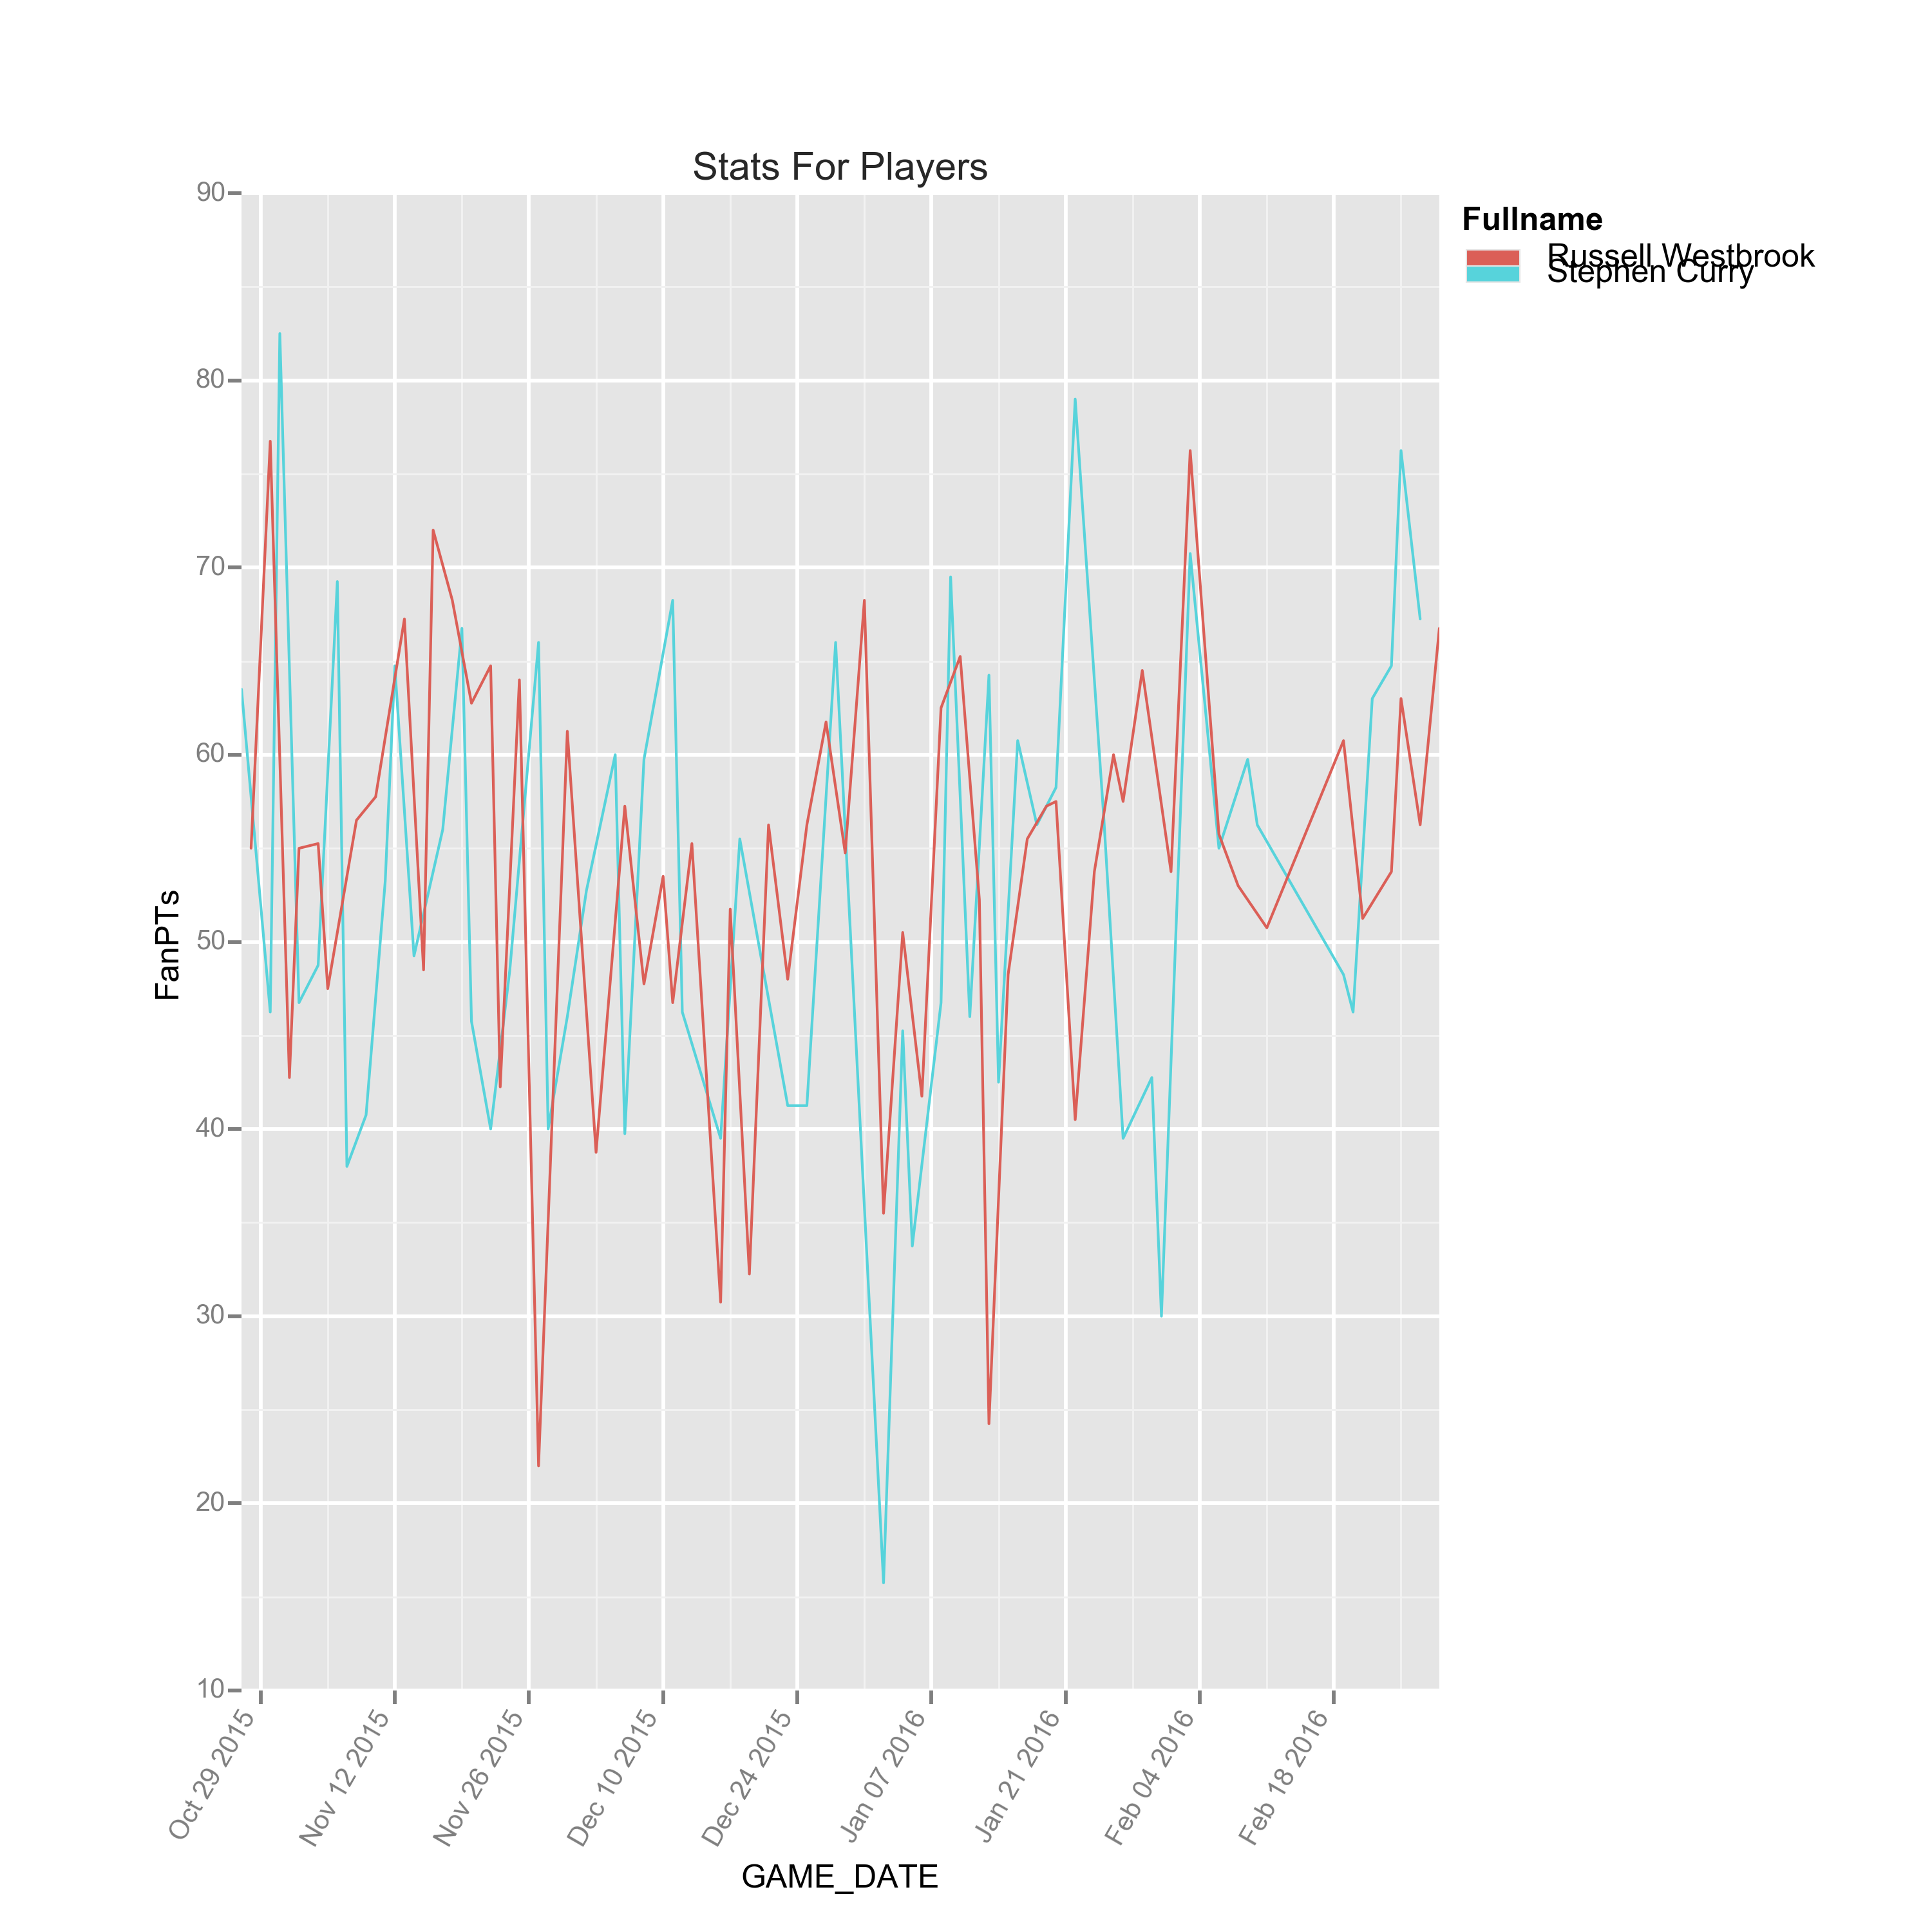 Stats For Players
Fullname
Russell Westbrook
Stephen Curry
FanPTs
90
80
70
60
50
40
30
20
10
Oct 29 2015
Nov 12 2015
Nov 26 2015
Dec 10 2015
Dec 24 2015
Jan 07 2016
Jan 21 2016
Feb 04 2016
Feb 18 2016
GAME_DATE